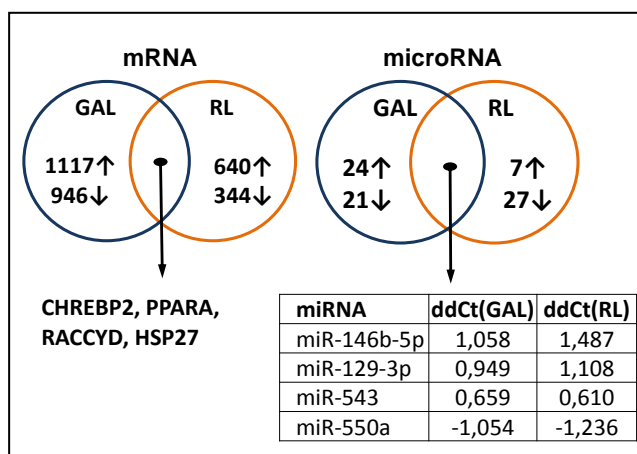 mRNA
microRNA
GAL RL
GAL RL
1117↑ 640↑
946↓ 344↓
24↑ 7↑
21↓ 27↓
CHREBP2, PPARA,
RACCYD, HSP27
miRNA ddCt(GAL) ddCt(RL)
miR-146b-5p 1,058 1,487
miR-129-3p 0,949 1,108
miR-543 0,659 0,610
miR-550a -1,054 -1,236